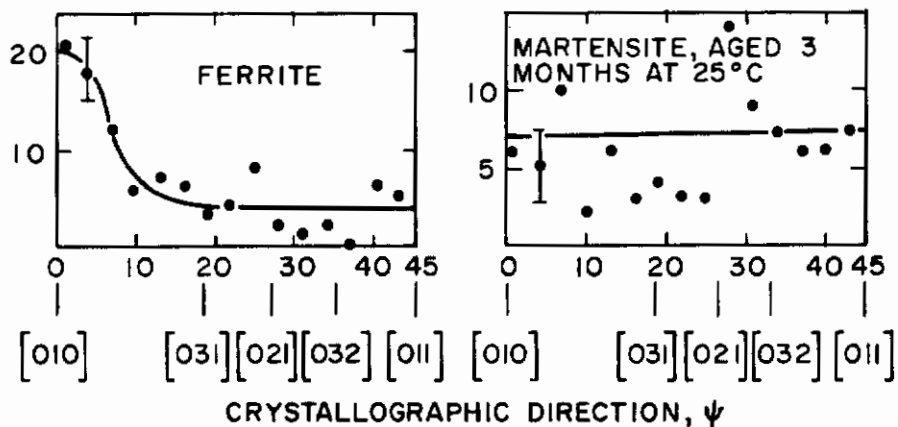 20
10
FERRITE
0 10 20 30 40 45
[010] [031] [021] [032] [011]
MARTENSITE, AGED 3
MONTHS AT 25°C
10
5
0 10 20 30 40 45
[010] [031] [021] [032] [011]
CRYSTALLOGRAPHIC DIRECTION, ψ